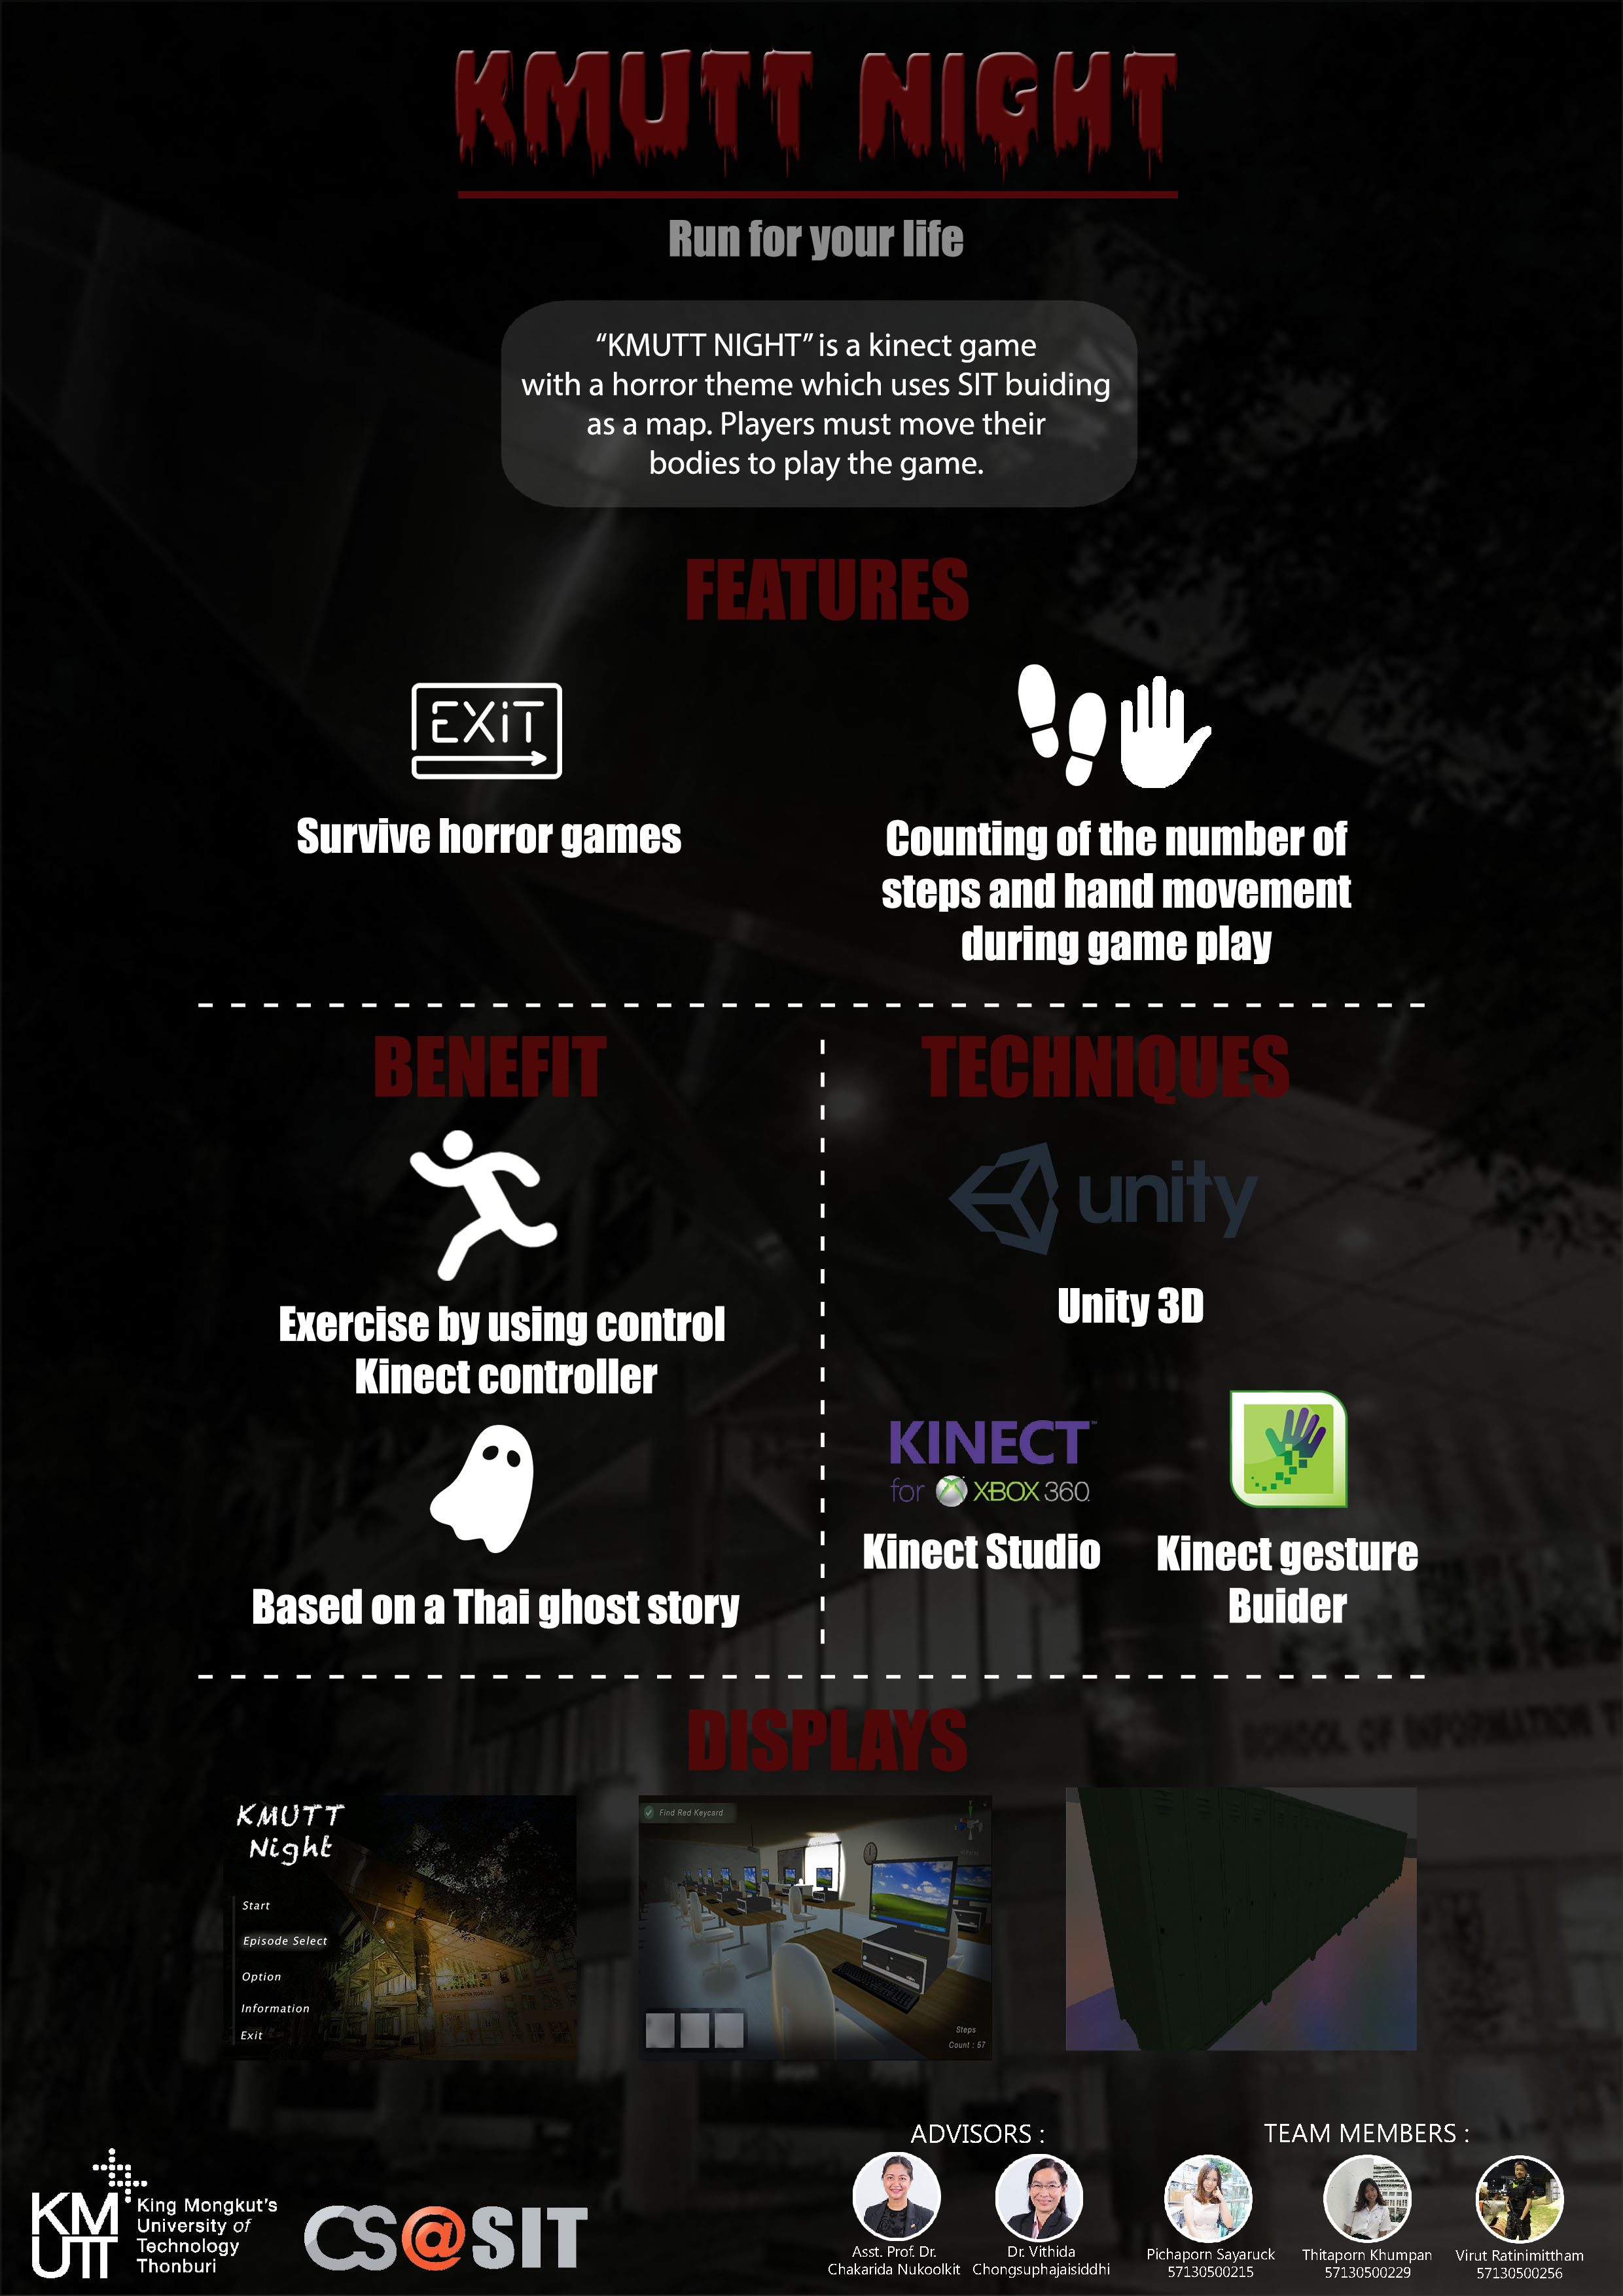 KMUTT NIGHT
Run for your life
“KMUTT NIGHT” is a kinect game
with a horror theme which uses SIT buiding
as a map. Players must move their
bodies to play the game.
FEATURES
EXiT
Survive horror games
Counting of the number of
steps and hand movement
during game play
BENEFIT
Exercise by using control
Kinect controller
Based on a Thai ghost story
TECHNIQUES
unity
Unity 3D
KINECT™
for XBOX 360
Kinect Studio
Kinect gesture
Buider
SCHOOL OF INFORMATION T
DISPLAYS
KMUTT
Night
Start
Episode Select
Option
Information
Exit
Find Red Keycard
Steps
Count : 57
KMUTT
King Mongkut's
University of
Technology
Thonburi
CS@SIT
ADVISORS :
Asst. Prof. Dr.
Chakarida Nukoolkit
Dr. Vithida
Chongsuphajaisiddhi
TEAM MEMBERS :
Pichaporn Sayaruck
57130500215
Thitaporn Khumpan
57130500229
Virut Ratinimittham
57130500256